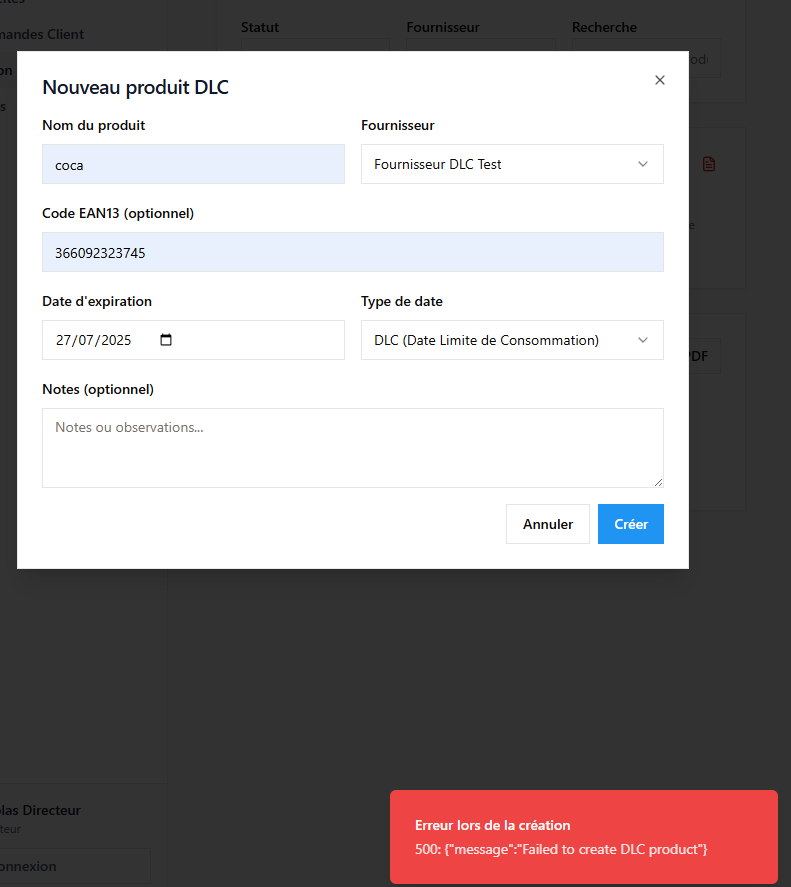 mandes Client
Statut
Fournisseur
Recherche
on
Nouveau produit DLC
Nom du produit
Fournisseur
coca
Fournisseur DLC Test
Code EAN13 (optionnel)
366092323745
Date d'expiration
Type de date
27/07/2025
DLC (Date Limite de Consommation)
PDF
Notes (optionnel)
Notes ou observations...
Annuler
Créer
las Directeur
teur
onnexion
Erreur lors de la création
500: {"message":"Failed to create DLC product"}